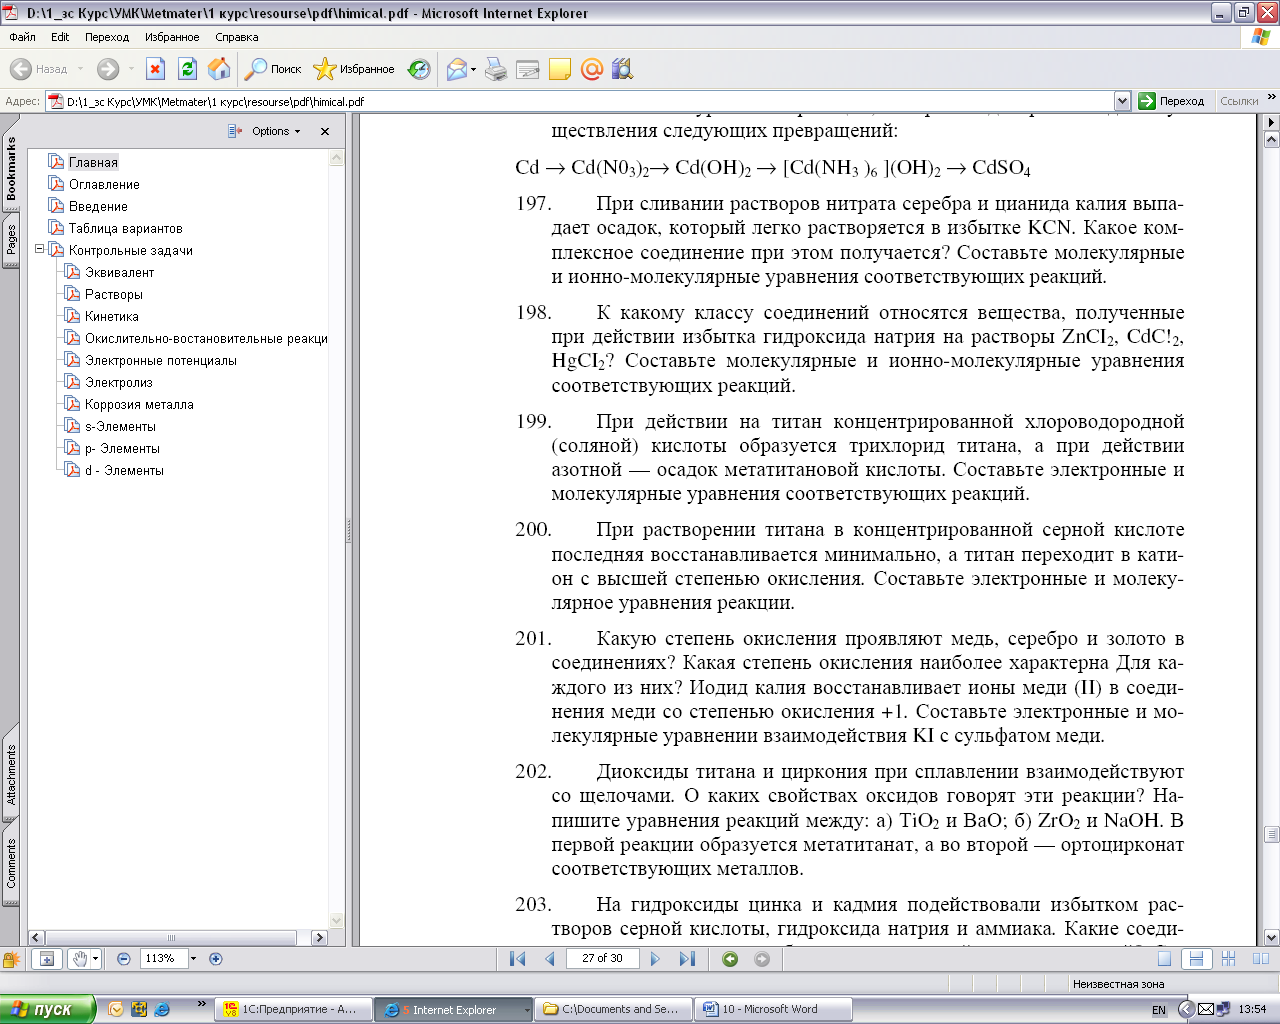 D:\1_зс Курс\УМК\Metmater\1 курс\resourse\pdf\himical.pdf - Microsoft Internet Explorer
Файл Edit Переход Избранное Справка
Назад Поиск Избранное
Адрес: D:\1_зс Курс\УМК\Metmater\1 курс\resourse\pdf\himical.pdf Переход Ссылки »
Options
Bookmarks
Pages
Attachments
Comments
Главная
Оглавление
Введение
Таблица вариантов
Контрольные задачи
Эквивалент
Растворы
Кинетика
Окислительно-востановительные реакци
Электронные потенциалы
Электролиз
Коррозия металла
s-Элементы
p- Элементы
d - Элементы
ществления следующих превращений:
Cd → Cd(N0₃)₂→ Cd(OH)₂ → [Cd(NH₃ )₆ ](OH)₂ → CdSO₄
197. При сливании растворов нитрата серебра и цианида калия выпа-
дает осадок, который легко растворяется в избытке KCN. Какое ком-
плексное соединение при этом получается? Составьте молекулярные
и ионно-молекулярные уравнения соответствующих реакций.
198. К какому классу соединений относятся вещества, полученные
при действии избытка гидроксида натрия на растворы ZnCI₂, CdC!₂,
HgCI₂? Составьте молекулярные и ионно-молекулярные уравнения
соответствующих реакций.
199. При действии на титан концентрированной хлороводородной
(соляной) кислоты образуется трихлорид титана, а при действии
азотной — осадок метатитановой кислоты. Составьте электронные и
молекулярные уравнения соответствующих реакций.
200. При растворении титана в концентрированной серной кислоте
последняя восстанавливается минимально, а титан переходит в кати-
он с высшей степенью окисления. Составьте электронные и молеку-
лярное уравнения реакции.
201. Какую степень окисления проявляют медь, серебро и золото в
соединениях? Какая степень окисления наиболее характерна Для ка-
ждого из них? Иодид калия восстанавливает ионы меди (II) в соеди-
нения меди со степенью окисления +1. Составьте электронные и мо-
лекулярные уравнении взаимодействия KI с сульфатом меди.
202. Диоксиды титана и циркония при сплавлении взаимодействуют
со щелочами. О каких свойствах оксидов говорят эти реакции? На-
пишите уравнения реакций между: а) TiO₂ и BaO; б) ZrO₂ и NaOH. В
первой реакции образуется метатитанат, а во второй — ортоцирконат
соответствующих металлов.
203. На гидроксиды цинка и кадмия подействовали избытком рас-
творов серной кислоты, гидроксида натрия и аммиака. Какие соеди-
113% 27 of 30
Неизвестная зона
пуск » 1С:Предприятие - А... 5 Internet Explorer C:\Documents and Se... 10 - Microsoft Word EN 13:54